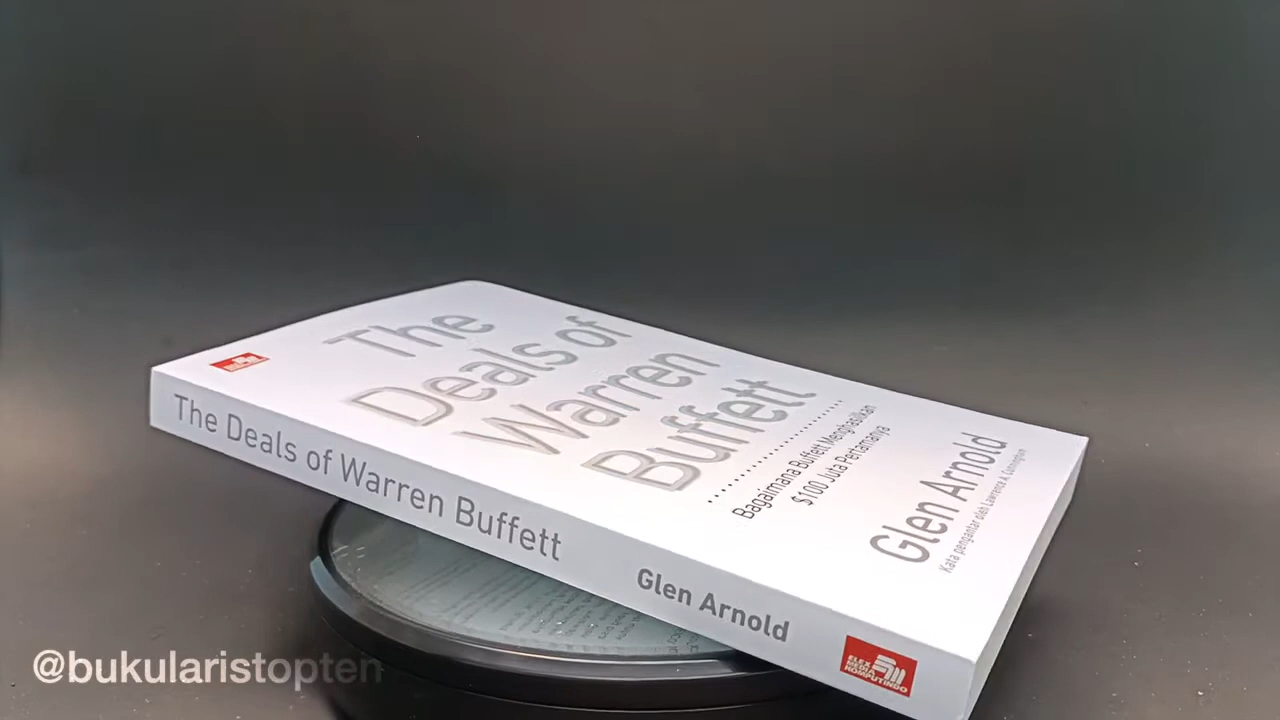 The
Deals of
Warren
Buffett
Bagaimana Buffett Menghasilkan
$100 Juta Pertamanya
Glen Arnold
Kata pengantar oleh Lawrence A. Cunningham
The Deals of Warren Buffett
Glen Arnold
ELEX
MEDIA
KOMPUTINDO
@bukularistopten